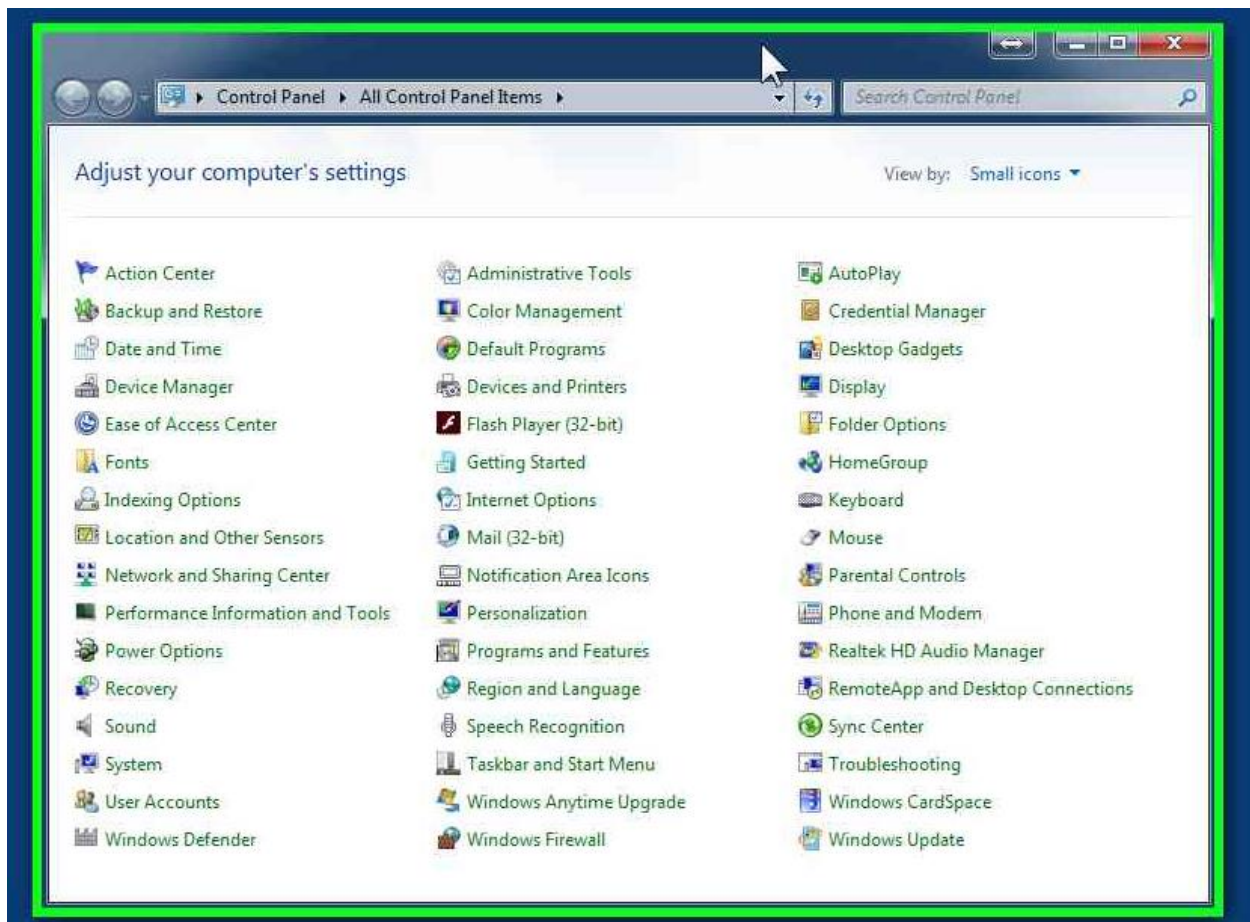 Control Panel All Control Panel Items Search Control Panel
Adjust your computer's settings View by: Small icons
Action Center Administrative Tools AutoPlay
Backup and Restore Color Management Credential Manager
Date and Time Default Programs Desktop Gadgets
Device Manager Devices and Printers Display
Ease of Access Center Flash Player (32-bit) Folder Options
Fonts Getting Started HomeGroup
Indexing Options Internet Options Keyboard
Location and Other Sensors Mail (32-bit) Mouse
Network and Sharing Center Notification Area Icons Parental Controls
Performance Information and Tools Personalization Phone and Modem
Power Options Programs and Features Realtek HD Audio Manager
Recovery Region and Language RemoteApp and Desktop Connections
Sound Speech Recognition Sync Center
System Taskbar and Start Menu Troubleshooting
User Accounts Windows Anytime Upgrade Windows CardSpace
Windows Defender Windows Firewall Windows Update